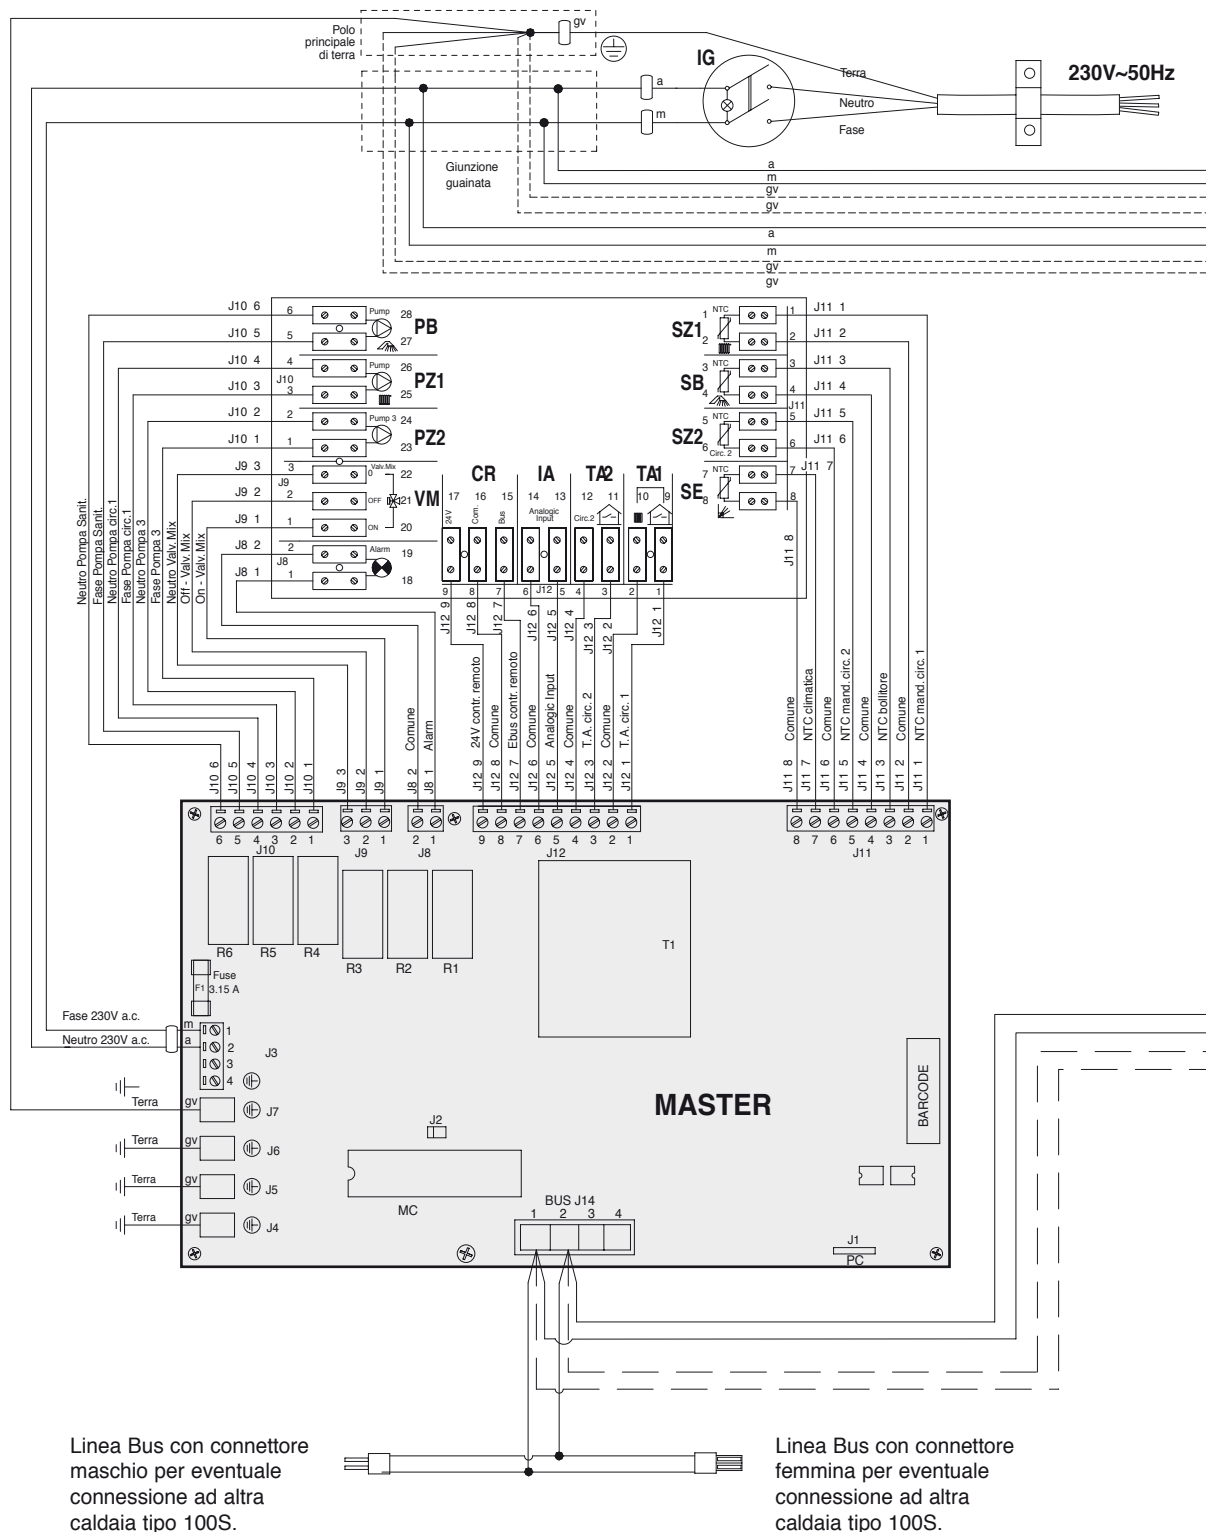 Polo
principale
di terra
gv
IG
Terra
Neutro
Fase
230V~50Hz
a
m
Giunzione
guainata
a
m
gv
gv
a
m
gv
gv
J10 6
J10 5
J10 4
J10 3
J10 2
J10 1
J9 3
J9 2
J9 1
J8 2
J8 1
6
5
4
J10
3
2
1
3
J9
2
1
2
J8
1
Pump
28
27
PB
Pump
26
25
PZ1
Pump 3
24
23
PZ2
Valv.Mix
0
22
OFF
21
ON
20
VM
Alarm
19
18
CR
IA
TA2
TA1
17
16
15
14
13
12
11
10
9
24V
Com.
Bus
Analogic
Input
Circ.2
9
8
7
6
J12
5
4
3
2
1
SZ1
SB
SZ2
SE
1
NTC
2
3
NTC
4
5
NTC
6
Circ. 2
7
NTC
8
1
2
3
4
J11
5
6
7
8
J11 1
J11 2
J11 3
J11 4
J11 5
J11 6
J11 7
J11 8
Neutro Pompa Sanit.
Fase Pompa Sanit.
Neutro Pompa circ.1
Fase Pompa circ.1
Neutro Pompa 3
Fase Pompa 3
Neutro Valv. Mix
Off - Valv. Mix
On - Valv. Mix
J12 9
J12 8
J12 7
J12 6
J12 5
J12 4
J12 3
J12 2
J12 1
J10 6
J10 5
J10 4
J10 3
J10 2
J10 1
J9 3
J9 2
J9 1
J8 2 Comune
J8 1 Alarm
J12 9 24V contr. remoto
J12 8 Comune
J12 7 Ebus contr. remoto
J12 6 Comune
J12 5 Analogic Input
J12 4 Comune
J12 3 T. A. circ. 2
J12 2 Comune
J12 1 T. A. circ. 1
J11 8 Comune
J11 7 NTC climatica
J11 6 Comune
J11 5 NTC mand. circ. 2
J11 4 Comune
J11 3 NTC bollitore
J11 2 Comune
J11 1 NTC mand. circ. 1
6 5 4 3 2 1
J10
3 2 1
J9
2 1
J8
9 8 7 6 5 4 3 2 1
J12
8 7 6 5 4 3 2 1
J11
R6
R5
R4
R3
R2
R1
T1
Fuse
F1
3.15 A
Fase 230V a.c.
m
Neutro 230V a.c.
a
1
2
3
4
J3
Terra
gv
J7
Terra
gv
J6
Terra
gv
J5
Terra
gv
J4
J2
MC
MASTER
BARCODE
BUS J14
1 2 3 4
J1
PC
Linea Bus con connettore
maschio per eventuale
connessione ad altra
caldaia tipo 100S.
Linea Bus con connettore
femmina per eventuale
connessione ad altra
caldaia tipo 100S.